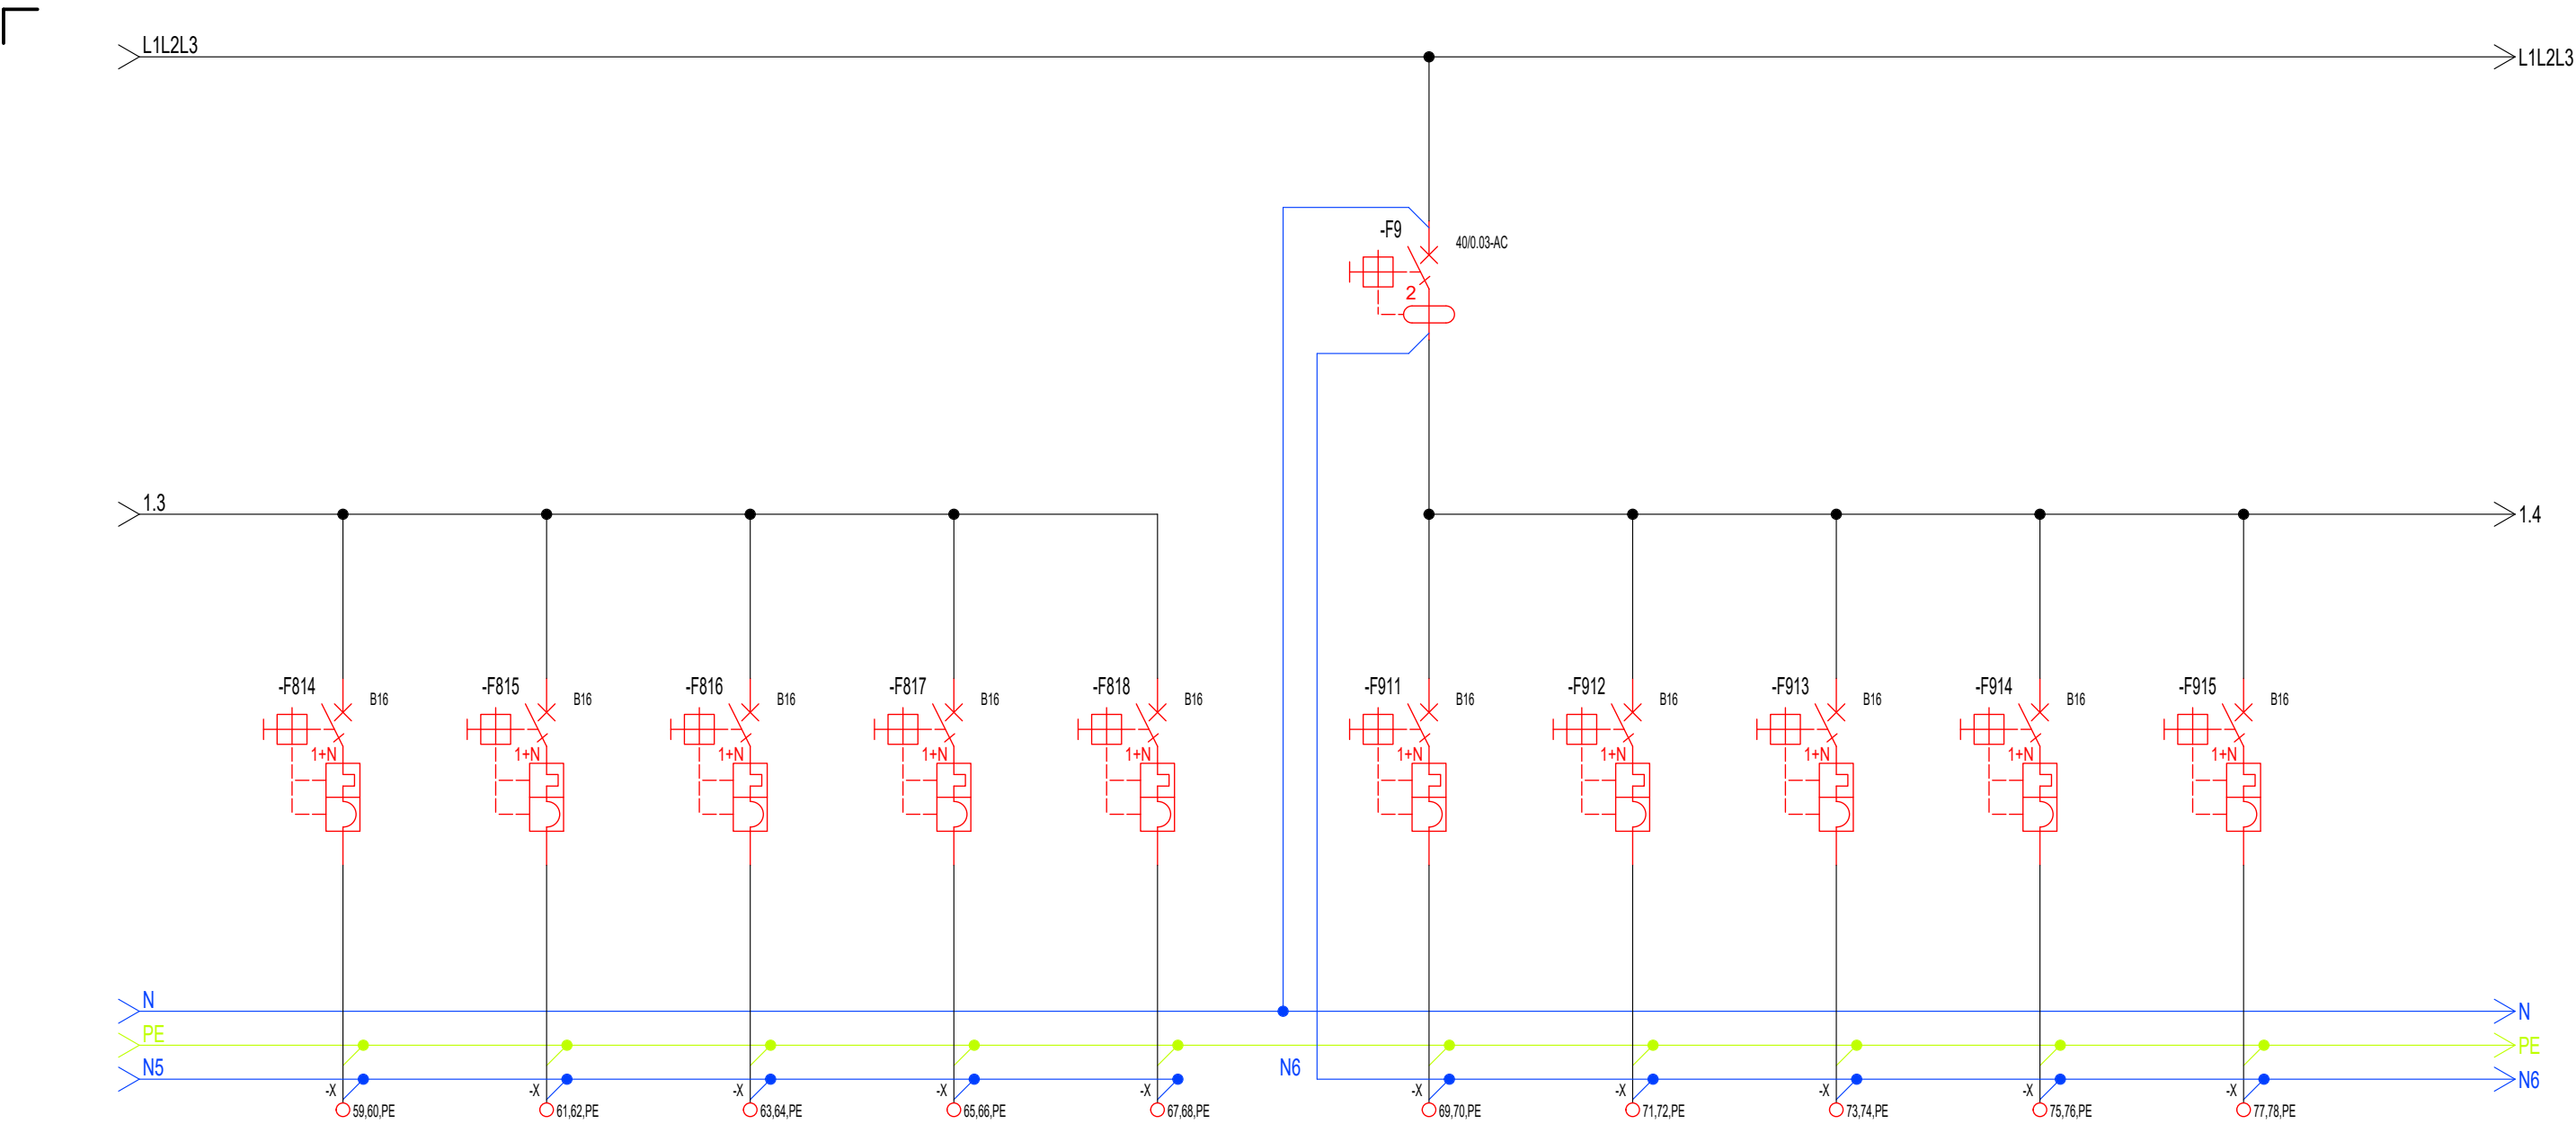 L1L2L3 L1L2L3
-F9 40/0.03-AC
2
1.3 1.4
-F814 B16 -F815 B16 -F816 B16 -F817 B16 -F818 B16 -F911 B16 -F912 B16 -F913 B16 -F914 B16 -F915 B16
1+N 1+N 1+N 1+N 1+N 1+N 1+N 1+N 1+N 1+N
N N
PE PE
N5 N6 N6
-X -X -X -X -X -X -X -X -X -X
59,60,PE 61,62,PE 63,64,PE 65,66,PE 67,68,PE 69,70,PE 71,72,PE 73,74,PE 75,76,PE 77,78,PE